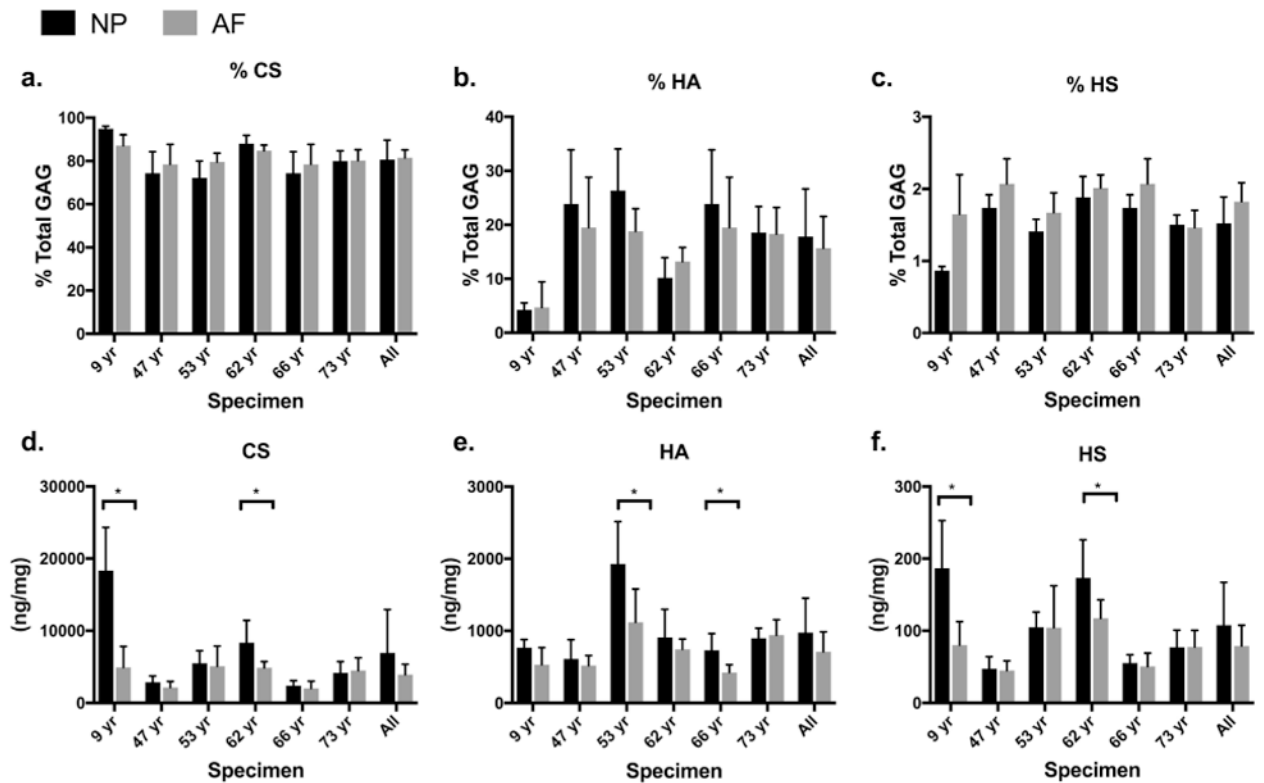 NP AF
a.
% CS
% Total GAG
100
80
60
40
20
0
9 yr 47 yr 53 yr 62 yr 66 yr 73 yr All
Specimen
b.
% HA
% Total GAG
40
30
20
10
0
9 yr 47 yr 53 yr 62 yr 66 yr 73 yr All
Specimen
c.
% HS
% Total GAG
3
2
1
0
9 yr 47 yr 53 yr 62 yr 66 yr 73 yr All
Specimen
d.
CS
(ng/mg)
30000
20000
10000
0
* *
9 yr 47 yr 53 yr 62 yr 66 yr 73 yr All
Specimen
e.
HA
(ng/mg)
3000
2000
1000
0
* *
9 yr 47 yr 53 yr 62 yr 66 yr 73 yr All
Specimen
f.
HS
(ng/mg)
300
200
100
0
* *
9 yr 47 yr 53 yr 62 yr 66 yr 73 yr All
Specimen